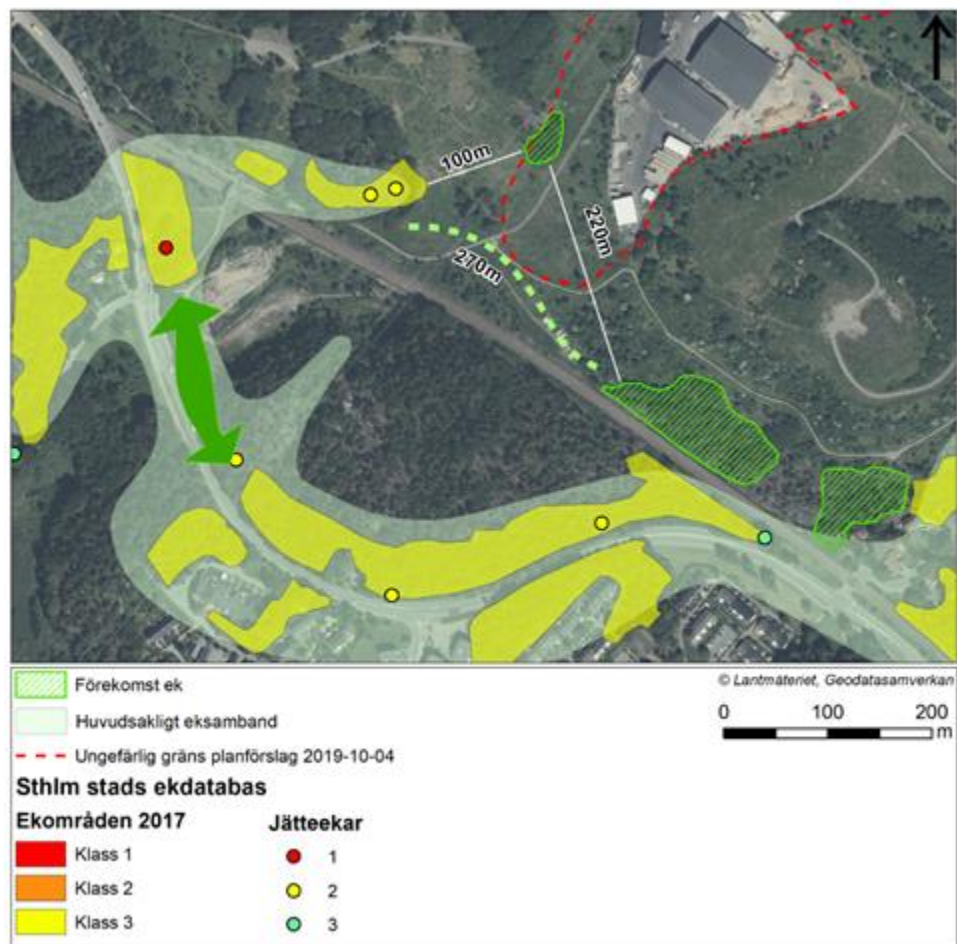 100m
220m
270m
Förekomst ek
Huvudsakligt eksamband
Ungefärlig gräns planförslag 2019-10-04
© Lantmäteriet, Geodatasamverkan
0 100 200
m
Sthlm stads ekdatabas
Ekområden 2017
Klass 1
Klass 2
Klass 3
Jätteekar
1
2
3